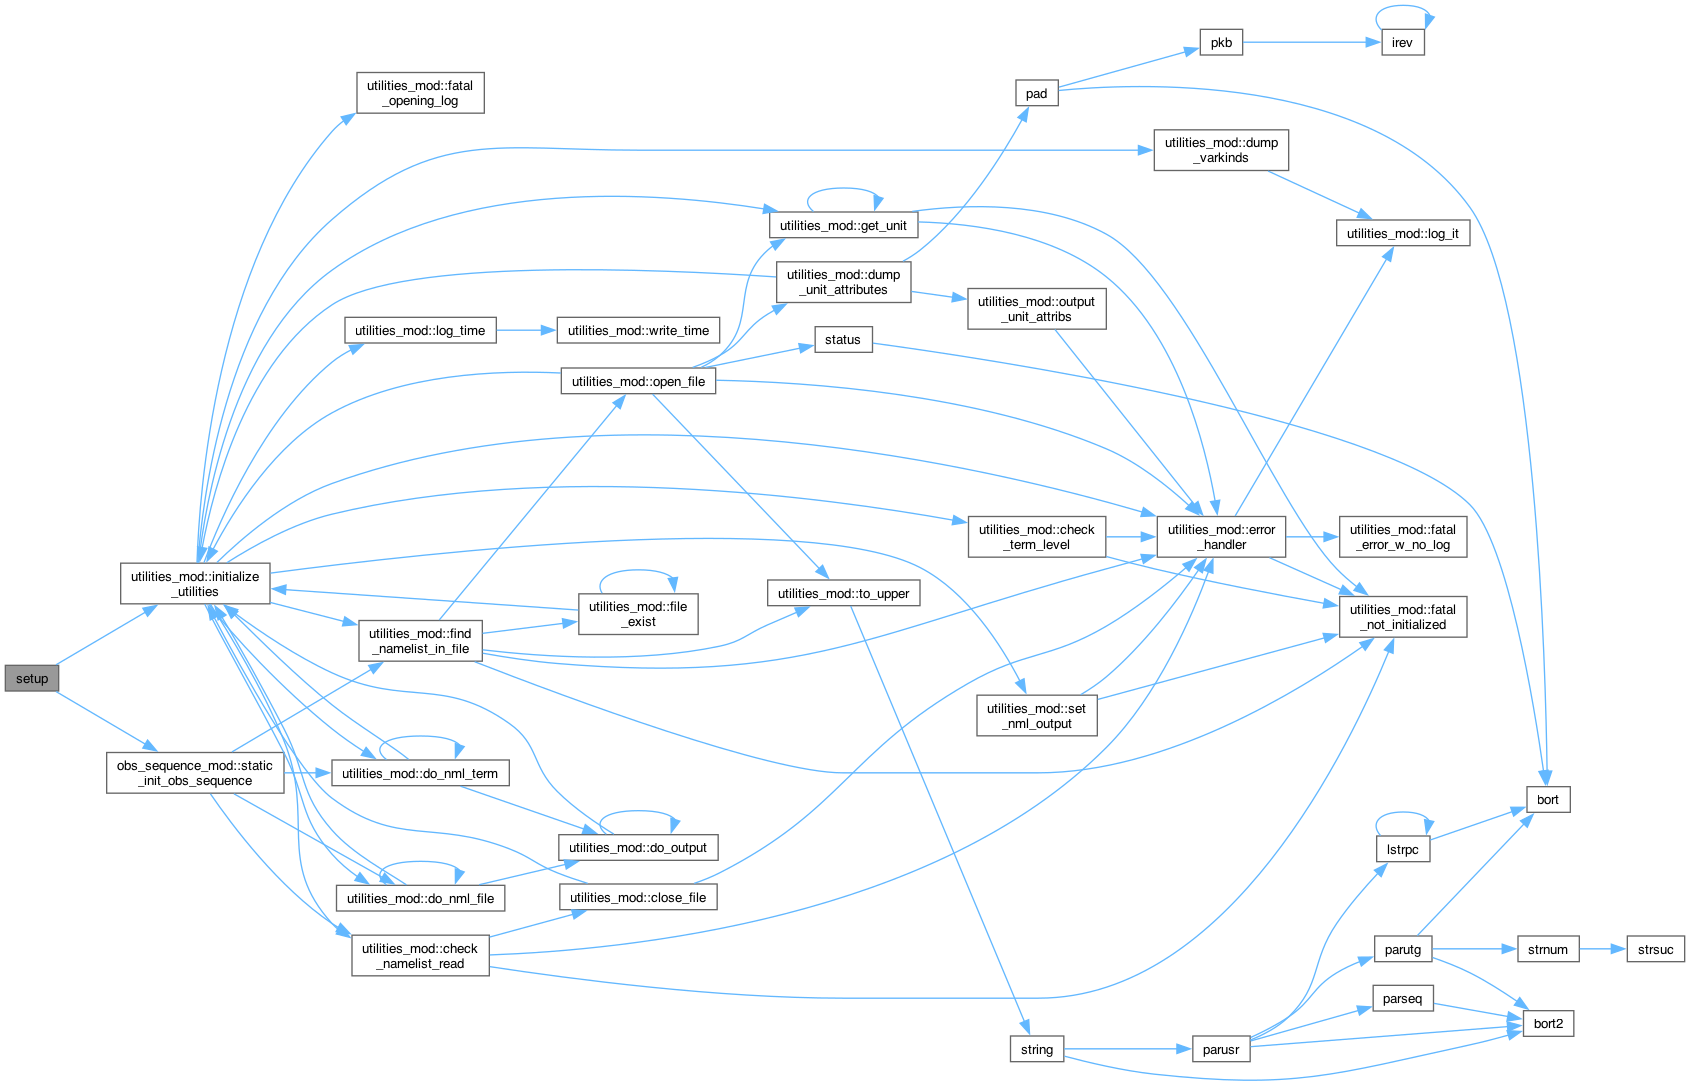 pkb
irev
utilities_mod::fatal
_opening_log
pad
utilities_mod::dump
_varkinds
utilities_mod::get_unit
utilities_mod::log_it
utilities_mod::dump
_unit_attributes
utilities_mod::output
_unit_attribs
utilities_mod::log_time
utilities_mod::write_time
status
utilities_mod::open_file
utilities_mod::check
_term_level
utilities_mod::error
_handler
utilities_mod::fatal
_error_w_no_log
utilities_mod::initialize
_utilities
utilities_mod::file
_exist
utilities_mod::to_upper
utilities_mod::fatal
_not_initialized
utilities_mod::find
_namelist_in_file
setup
utilities_mod::set
_nml_output
obs_sequence_mod::static
_init_obs_sequence
utilities_mod::do_nml_term
bort
utilities_mod::do_output
lstrpc
utilities_mod::do_nml_file
utilities_mod::close_file
utilities_mod::check
_namelist_read
parutg
strnum
strsuc
parseq
bort2
string
parusr